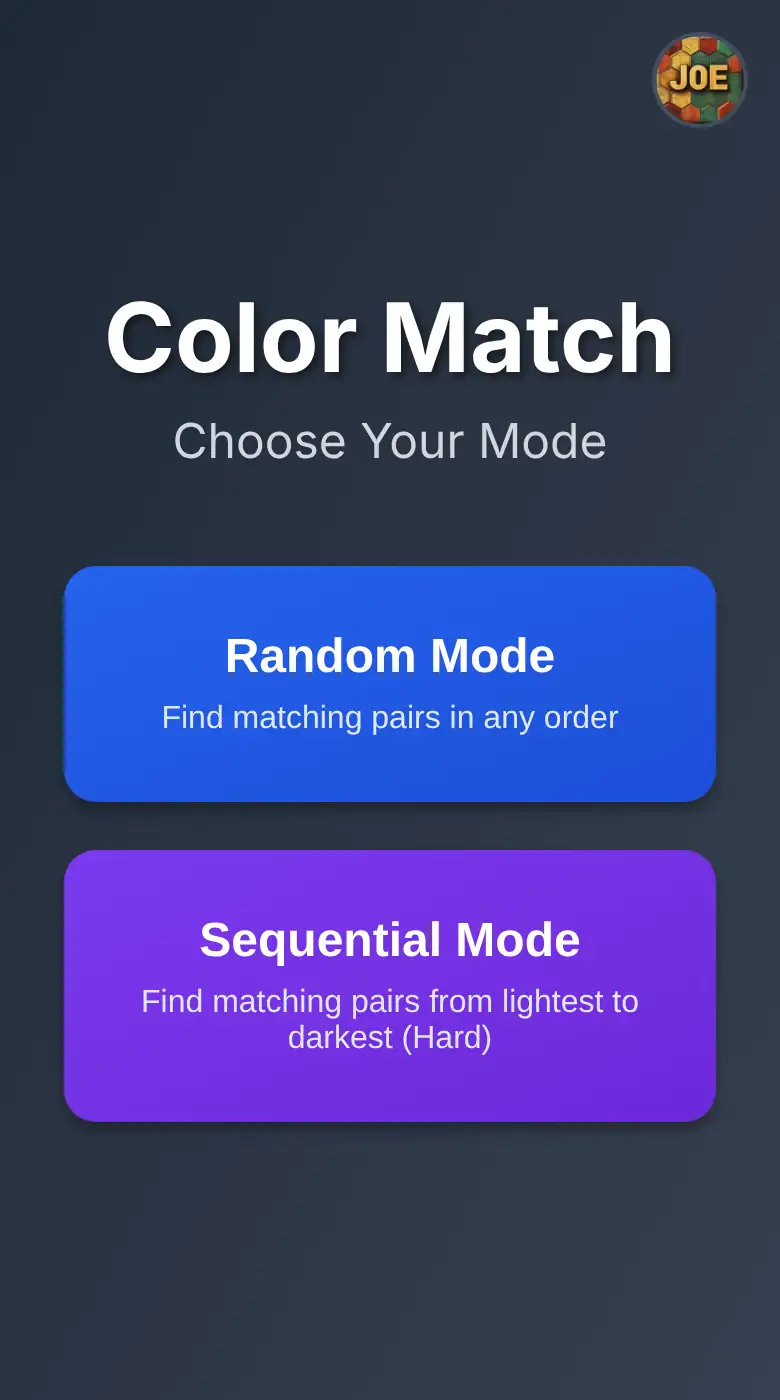 JOE
Color Match
Choose Your Mode
Random Mode
Find matching pairs in any order
Sequential Mode
Find matching pairs from lightest to
darkest (Hard)